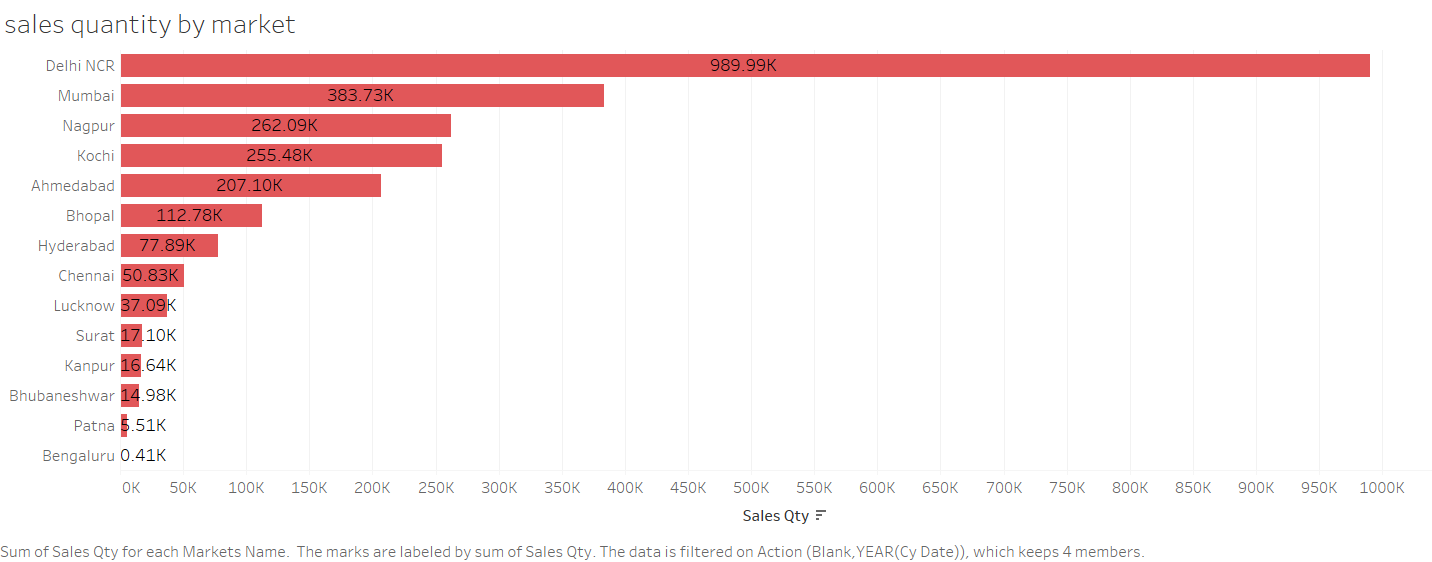 sales quantity by market
Delhi NCR 989.99K
Mumbai 383.73K
Nagpur 262.09K
Kochi 255.48K
Ahmedabad 207.10K
Bhopal 112.78K
Hyderabad 77.89K
Chennai 50.83K
Lucknow 37.09K
Surat 17.10K
Kanpur 16.64K
Bhubaneshwar 14.98K
Patna 5.51K
Bengaluru 0.41K
0K 50K 100K 150K 200K 250K 300K 350K 400K 450K 500K 550K 600K 650K 700K 750K 800K 850K 900K 950K 1000K
Sales Qty
Sum of Sales Qty for each Markets Name. The marks are labeled by sum of Sales Qty. The data is filtered on Action (Blank,YEAR(Cy Date)), which keeps 4 members.